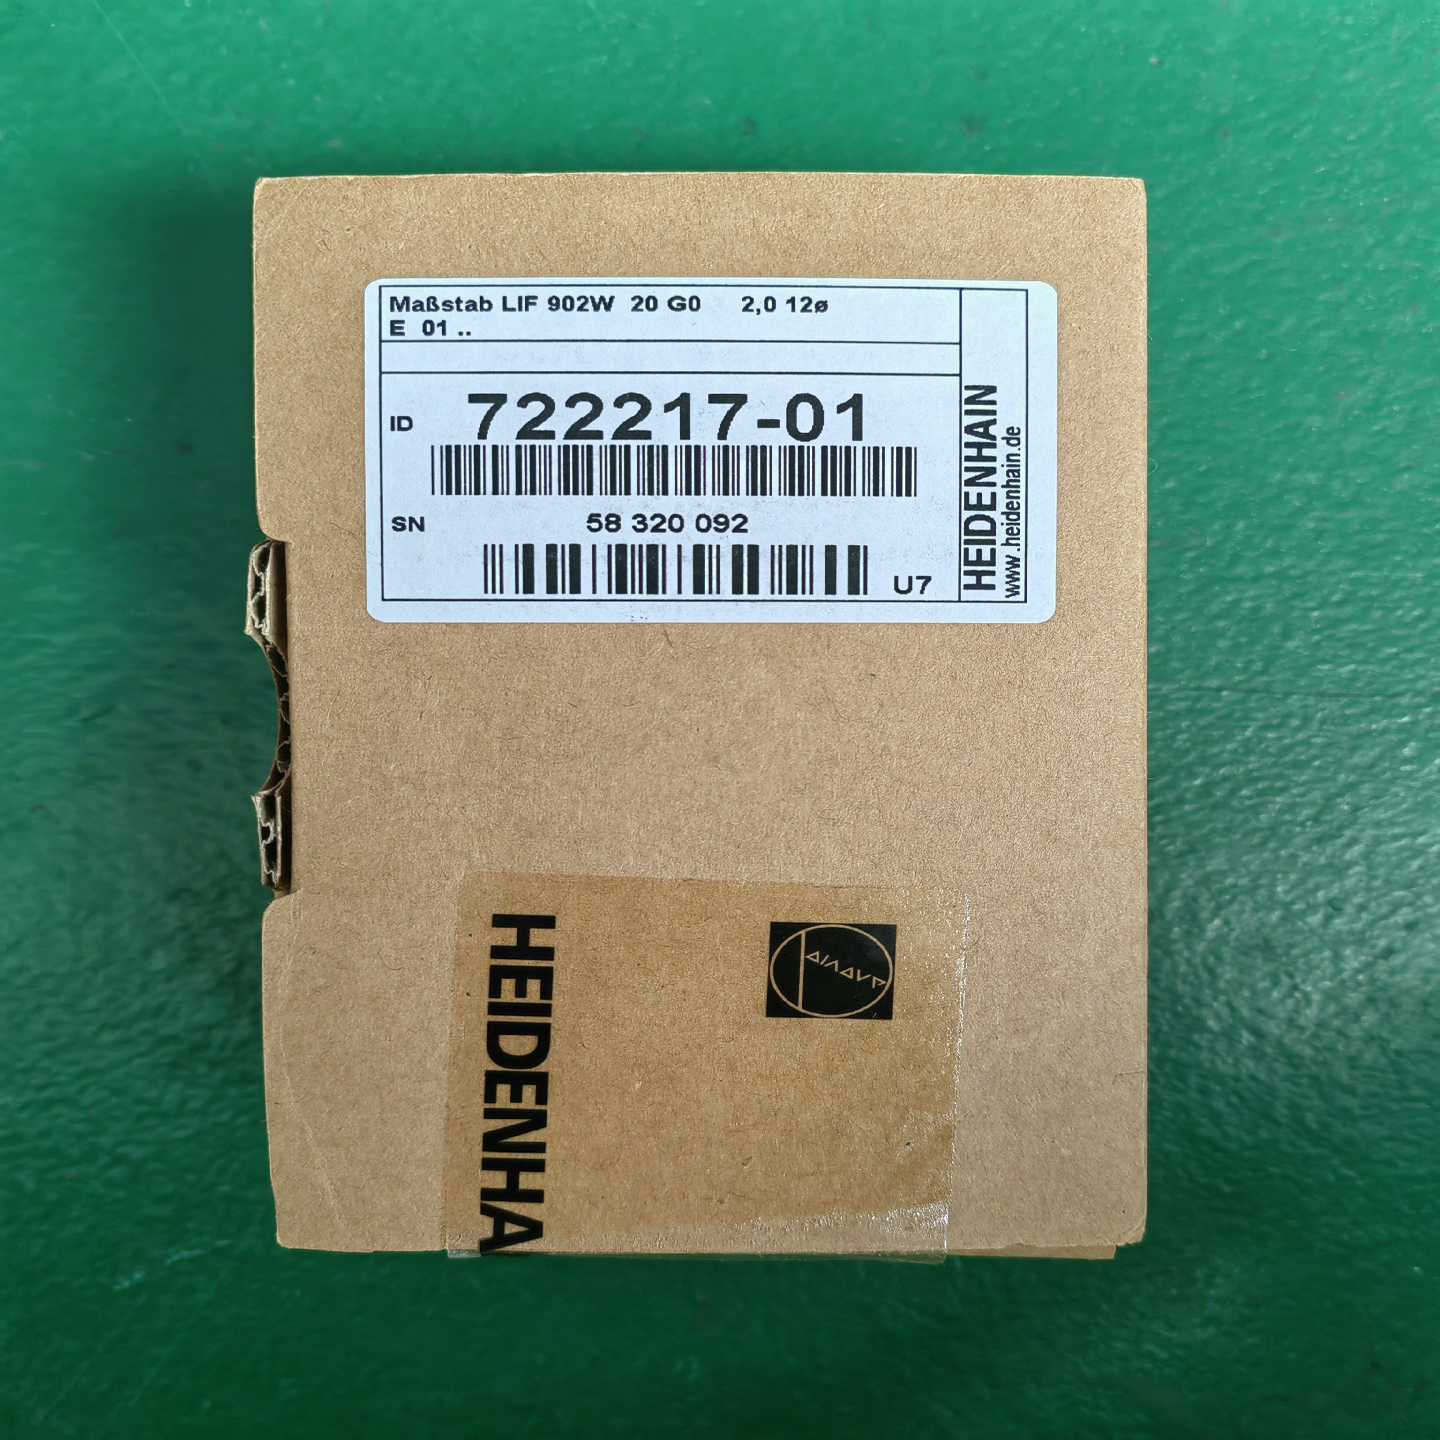 Maßstab LIF 902W 20 G0 2,0 12ø
E 01 ..
ID 722217-01
SN 58 320 092
U7
HEIDENHAIN
www.heidenhain.de
HEIDENHA